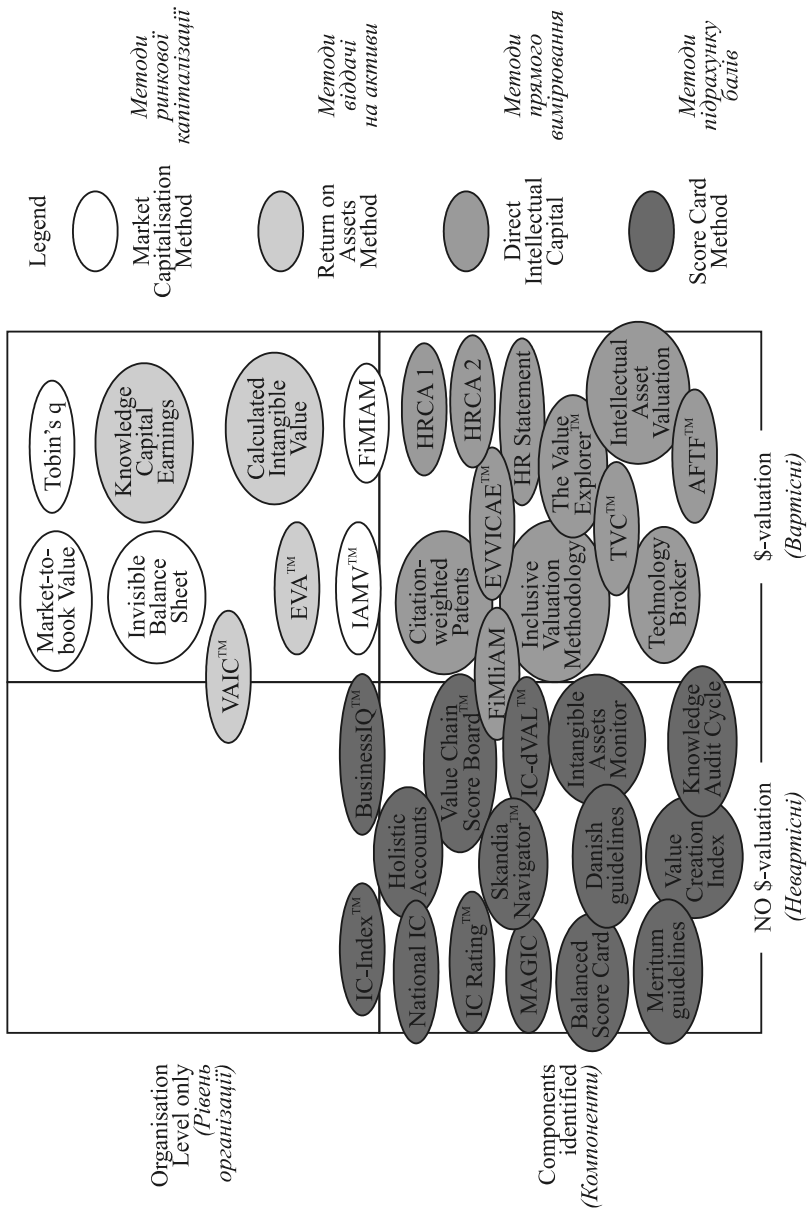 Organisation
Level only
(Рівень
організації)
Components
identified
(Компоненти)
Market-to-
book Value
Tobin’s q
Invisible
Balance
Sheet
Knowledge
Capital
Earnings
VAIC™
EVA™
Calculated
Intangible
Value
IC-Index™
BusinessIQ™
IAMV™
FiMIAM
National IC
Holistic
Accounts
Value Chain
Score Board™
Citation-
weighted
Patents
HRCA 1
HRCA 2
IC Rating™
Skandia
Navigator™
FiMIiAM
EVVICAE™
HR Statement
MAGIC
IC-dVAL™
Inclusive
Valuation
Methodology
The Value
Explorer™
Balanced
Score Card
Danish
guidelines
Intangible
Assets
Monitor
TVC™
Intellectual
Asset
Valuation
Meritum
guidelines
Value
Creation
Index
Knowledge
Audit Cycle
Technology
Broker
AFTF™
NO $-valuation
(Невартісні)
$-valuation
(Вартісні)
Legend
Market
Capitalisation
Method
Методи
ринкової
капіталізації
Return on
Assets
Method
Методи
віддачі
на активи
Direct
Intellectual
Capital
Методи
прямого
вимірювання
Score Card
Method
Методи
підрахунку
балів